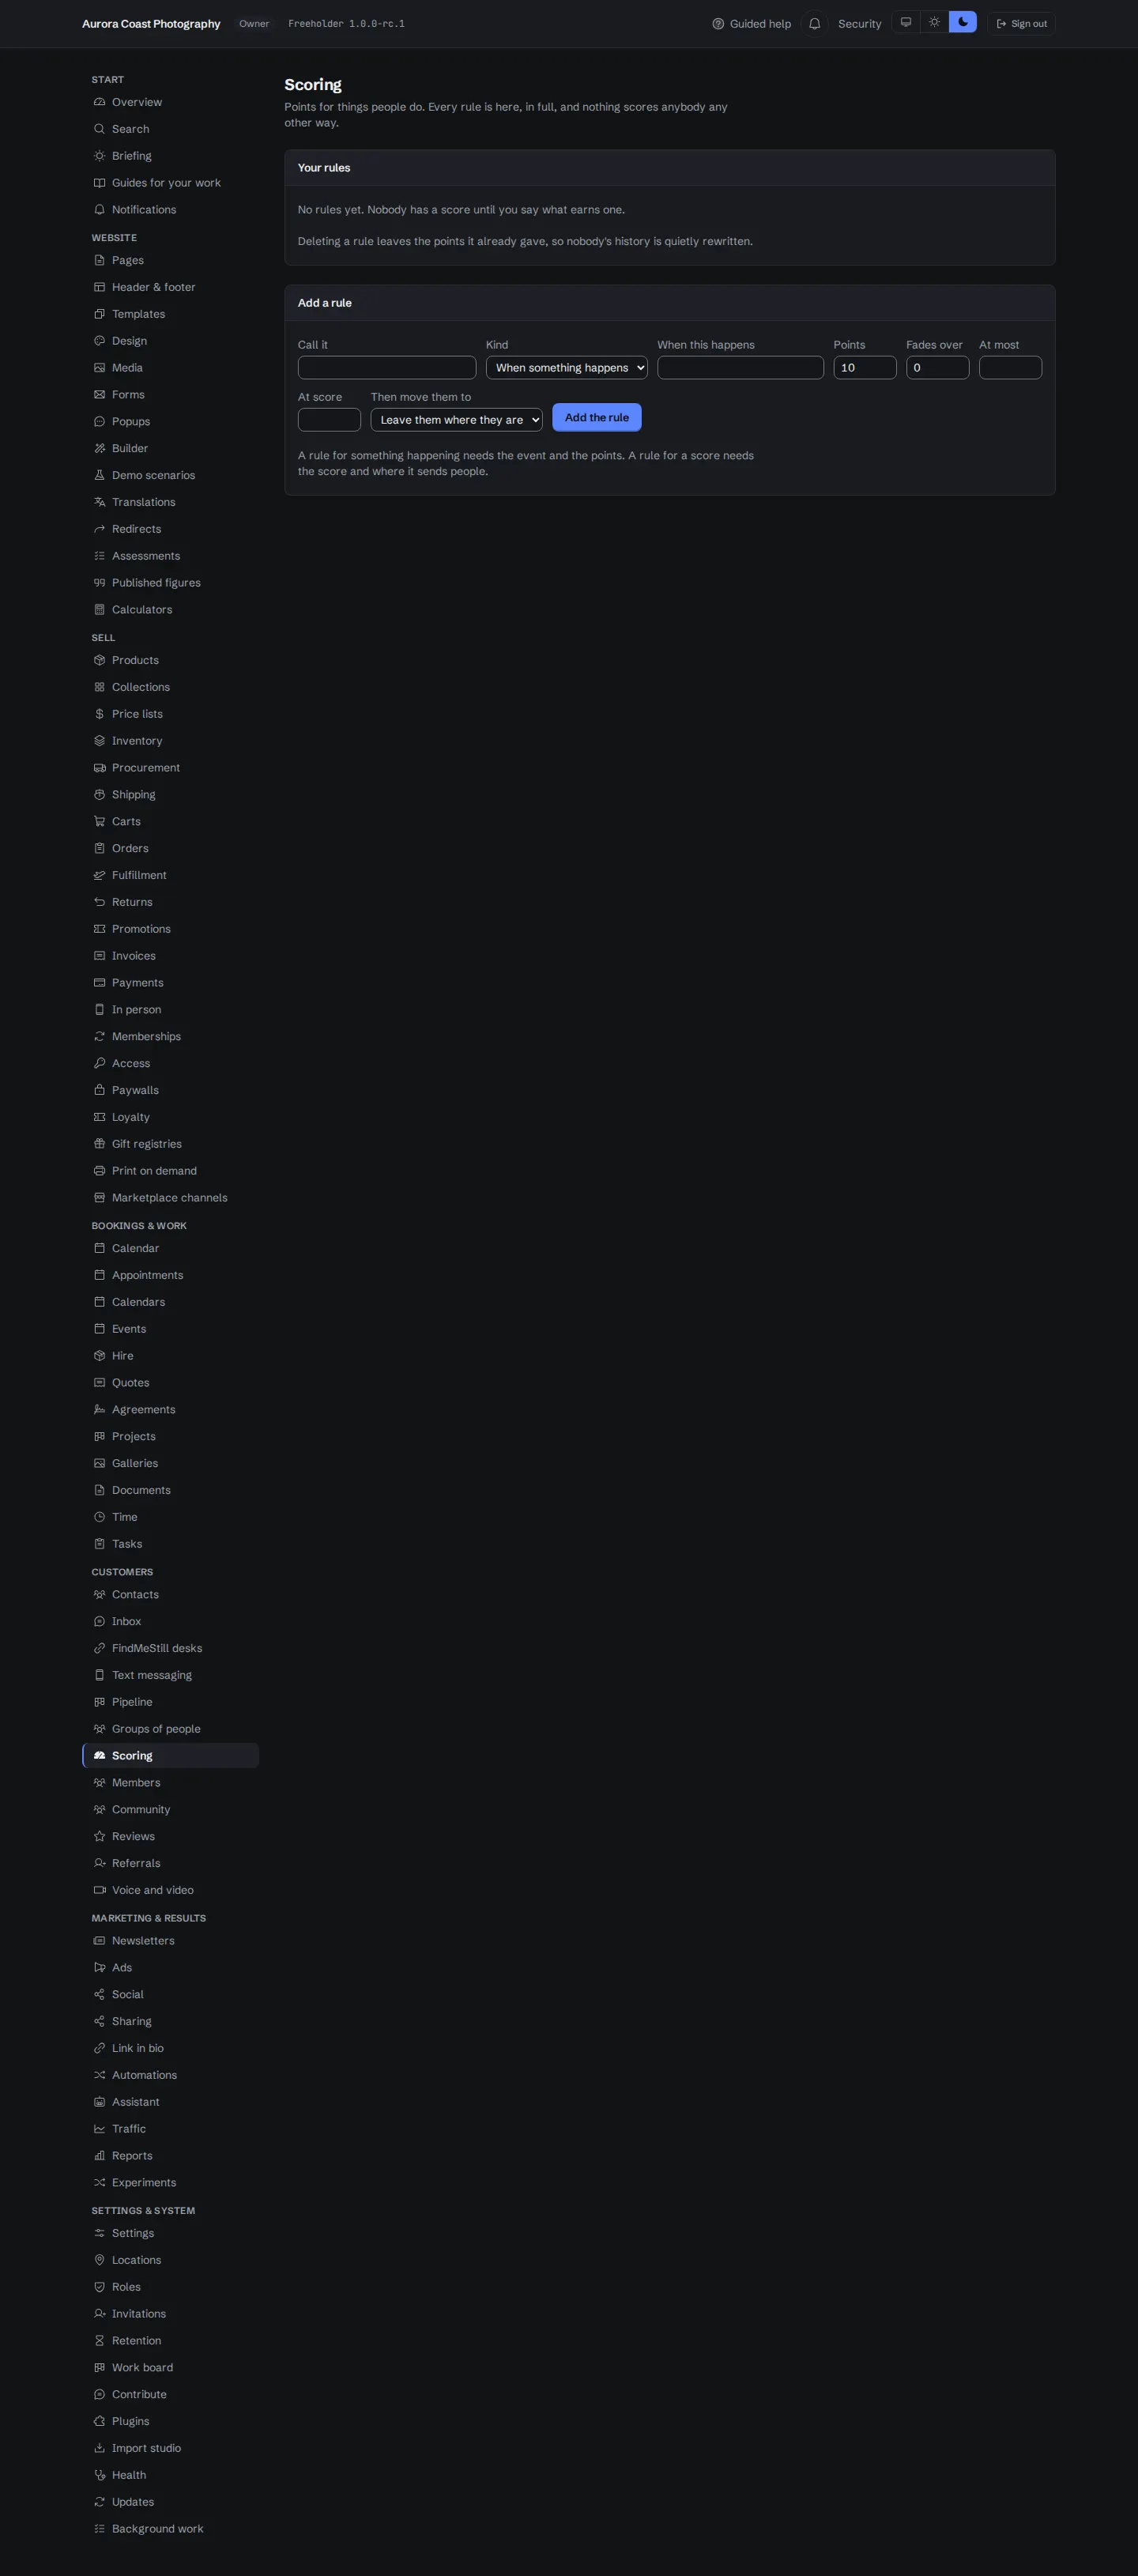 Aurora Coast Photography
Owner
Freeholder 1.0.0-rc.1
Guided help
Security
Sign out
START
Overview
Search
Briefing
Guides for your work
Notifications
WEBSITE
Pages
Header & footer
Templates
Design
Media
Forms
Popups
Builder
Demo scenarios
Translations
Redirects
Assessments
Published figures
Calculators
SELL
Products
Collections
Price lists
Inventory
Procurement
Shipping
Carts
Orders
Fulfillment
Returns
Promotions
Invoices
Payments
In person
Memberships
Access
Paywalls
Loyalty
Gift registries
Print on demand
Marketplace channels
BOOKINGS & WORK
Calendar
Appointments
Calendars
Events
Hire
Quotes
Agreements
Projects
Galleries
Documents
Time
Tasks
CUSTOMERS
Contacts
Inbox
FindMeStill desks
Text messaging
Pipeline
Groups of people
Scoring
Members
Community
Reviews
Referrals
Voice and video
MARKETING & RESULTS
Newsletters
Ads
Social
Sharing
Link in bio
Automations
Assistant
Traffic
Reports
Experiments
SETTINGS & SYSTEM
Settings
Locations
Roles
Invitations
Retention
Work board
Contribute
Plugins
Import studio
Health
Updates
Background work
Scoring
Points for things people do. Every rule is here, in full, and nothing scores anybody any
other way.
Your rules
No rules yet. Nobody has a score until you say what earns one.
Deleting a rule leaves the points it already gave, so nobody's history is quietly rewritten.
Add a rule
Call it
Kind
When this happens
Points
Fades over
At most
When something happens
10
0
At score
Then move them to
Leave them where they are
Add the rule
A rule for something happening needs the event and the points. A rule for a score needs
the score and where it sends people.